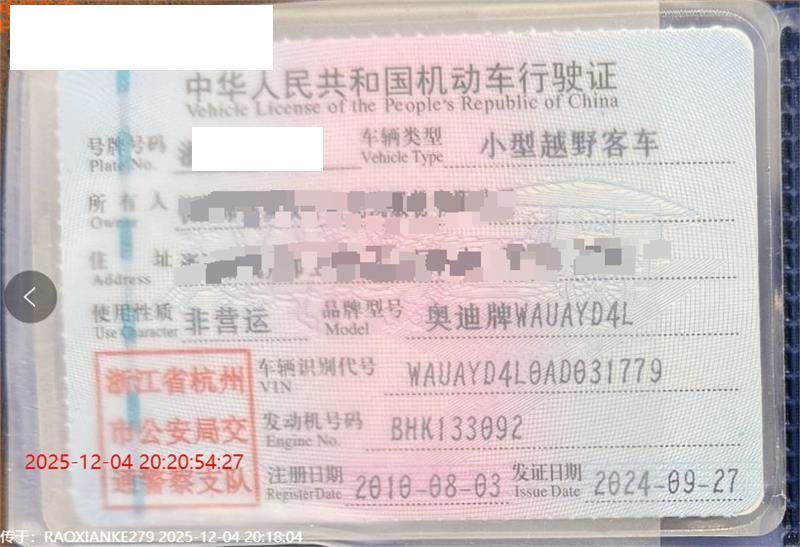 中华人民共和国机动车行驶证
Vehicle License of the People's Republic of China
号牌号码 车辆类型 小型越野客车
Plate No. Vehicle Type
所有人
Owner
住址
Address
使用性质 非营运 品牌型号 奥迪牌WAUAYD4L
Use Character Model
浙江省杭州 车辆识别代号 WAUAYD4L0AD031779
VIN
市公安局交 发动机号码 BHK133092
Engine No.
2025-12-04 20:20:54:27
通警察支队 注册日期 2010-08-03 发证日期 2024-09-27
Register Date Issue Date
传于：RAOXIANKE279 2025-12-04 20:18:04